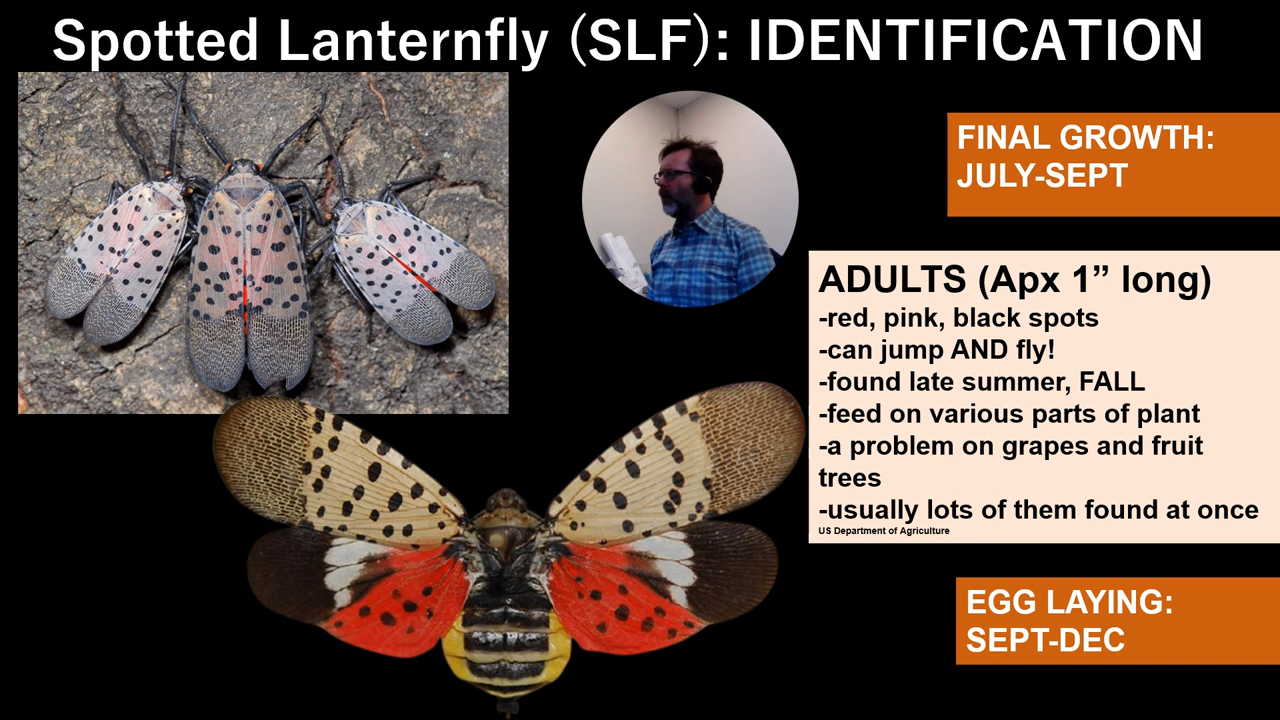 Spotted Lanternfly (SLF): IDENTIFICATION
FINAL GROWTH:
JULY-SEPT
ADULTS (Apx 1” long)
-red, pink, black spots
-can jump AND fly!
-found late summer, FALL
-feed on various parts of plant
-a problem on grapes and fruit
trees
-usually lots of them found at once
US Department of Agriculture
EGG LAYING:
SEPT-DEC